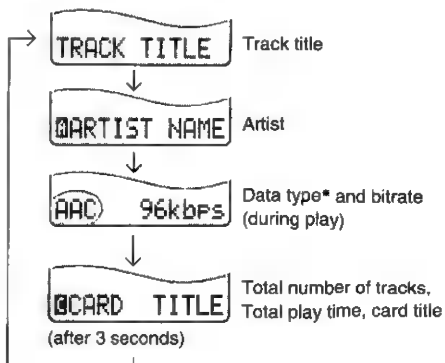 TRACK TITLE Track title
ARTIST NAME Artist
AAC 96kbps Data type* and bitrate
(during play)
CARD TITLE Total number of tracks,
Total play time, card title
(after 3 seconds)